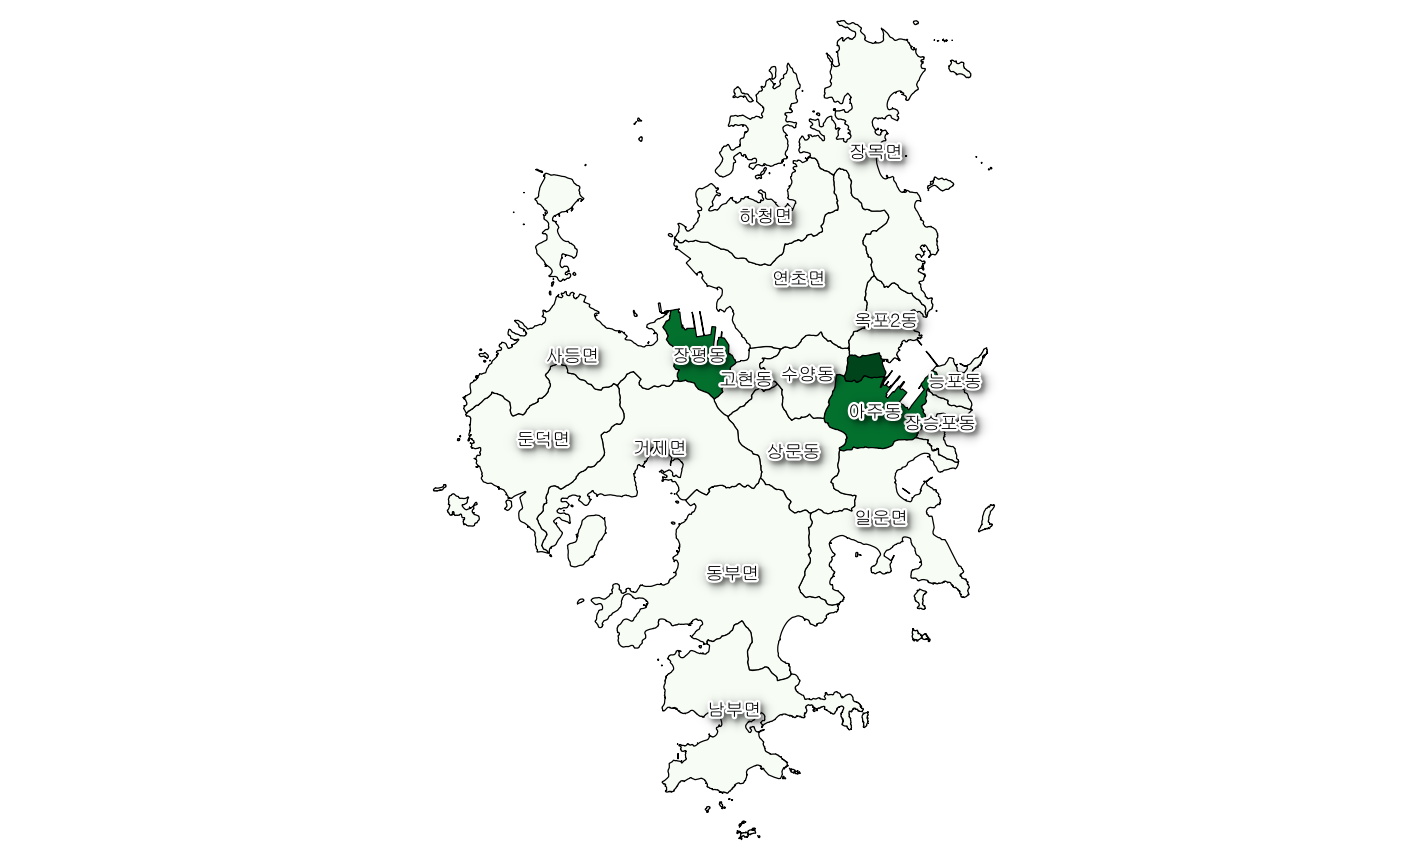 장목면
하청면
연초면
옥포2동
사등면
장평동
고현동
수양동
능포동
아주동
장승포동
둔덕면
거제면
상문동
일운면
동부면
남부면